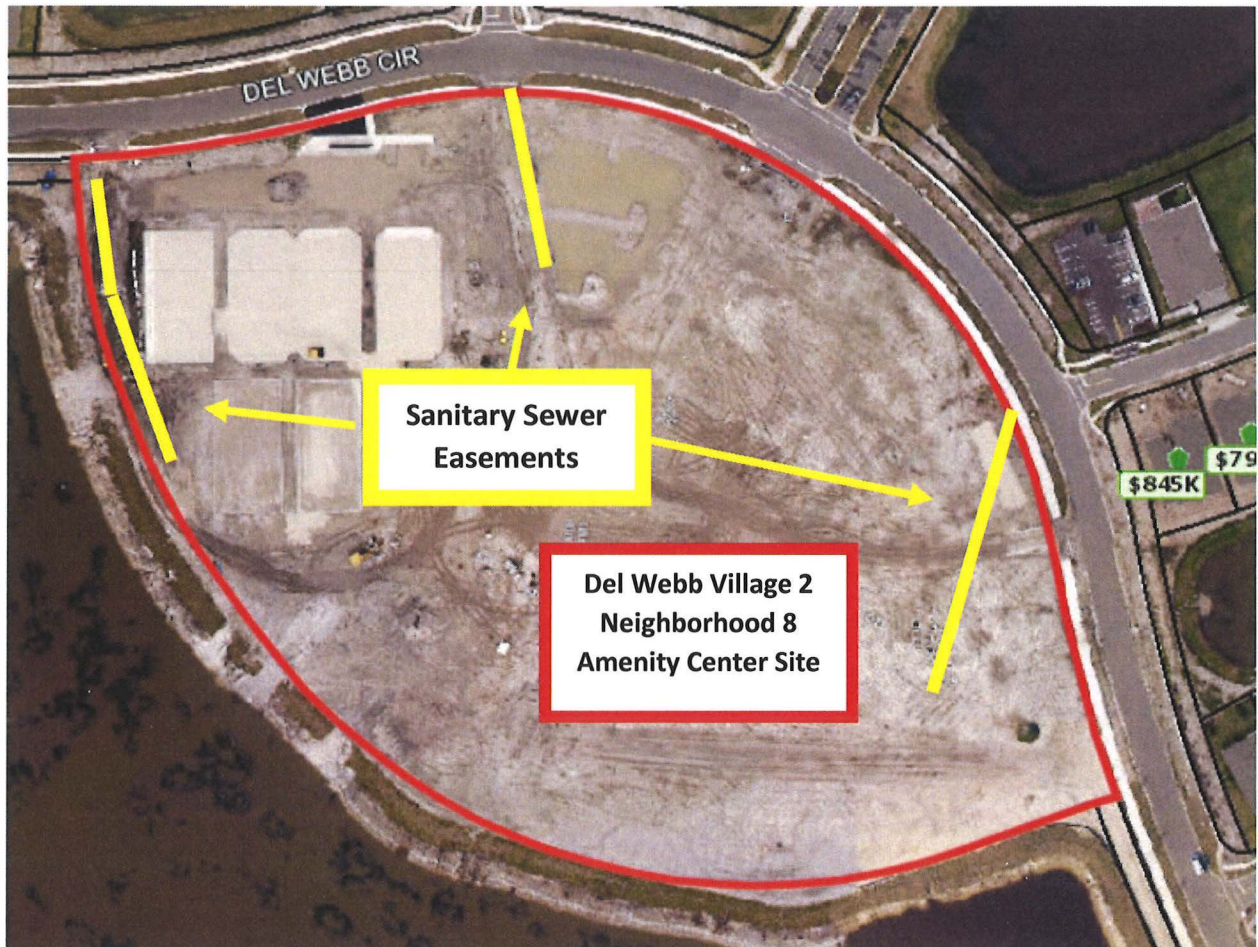 DEL WEBB CIR
Sanitary Sewer
Easements
$79
$845K
Del Webb Village 2
Neighborhood 8
Amenity Center Site